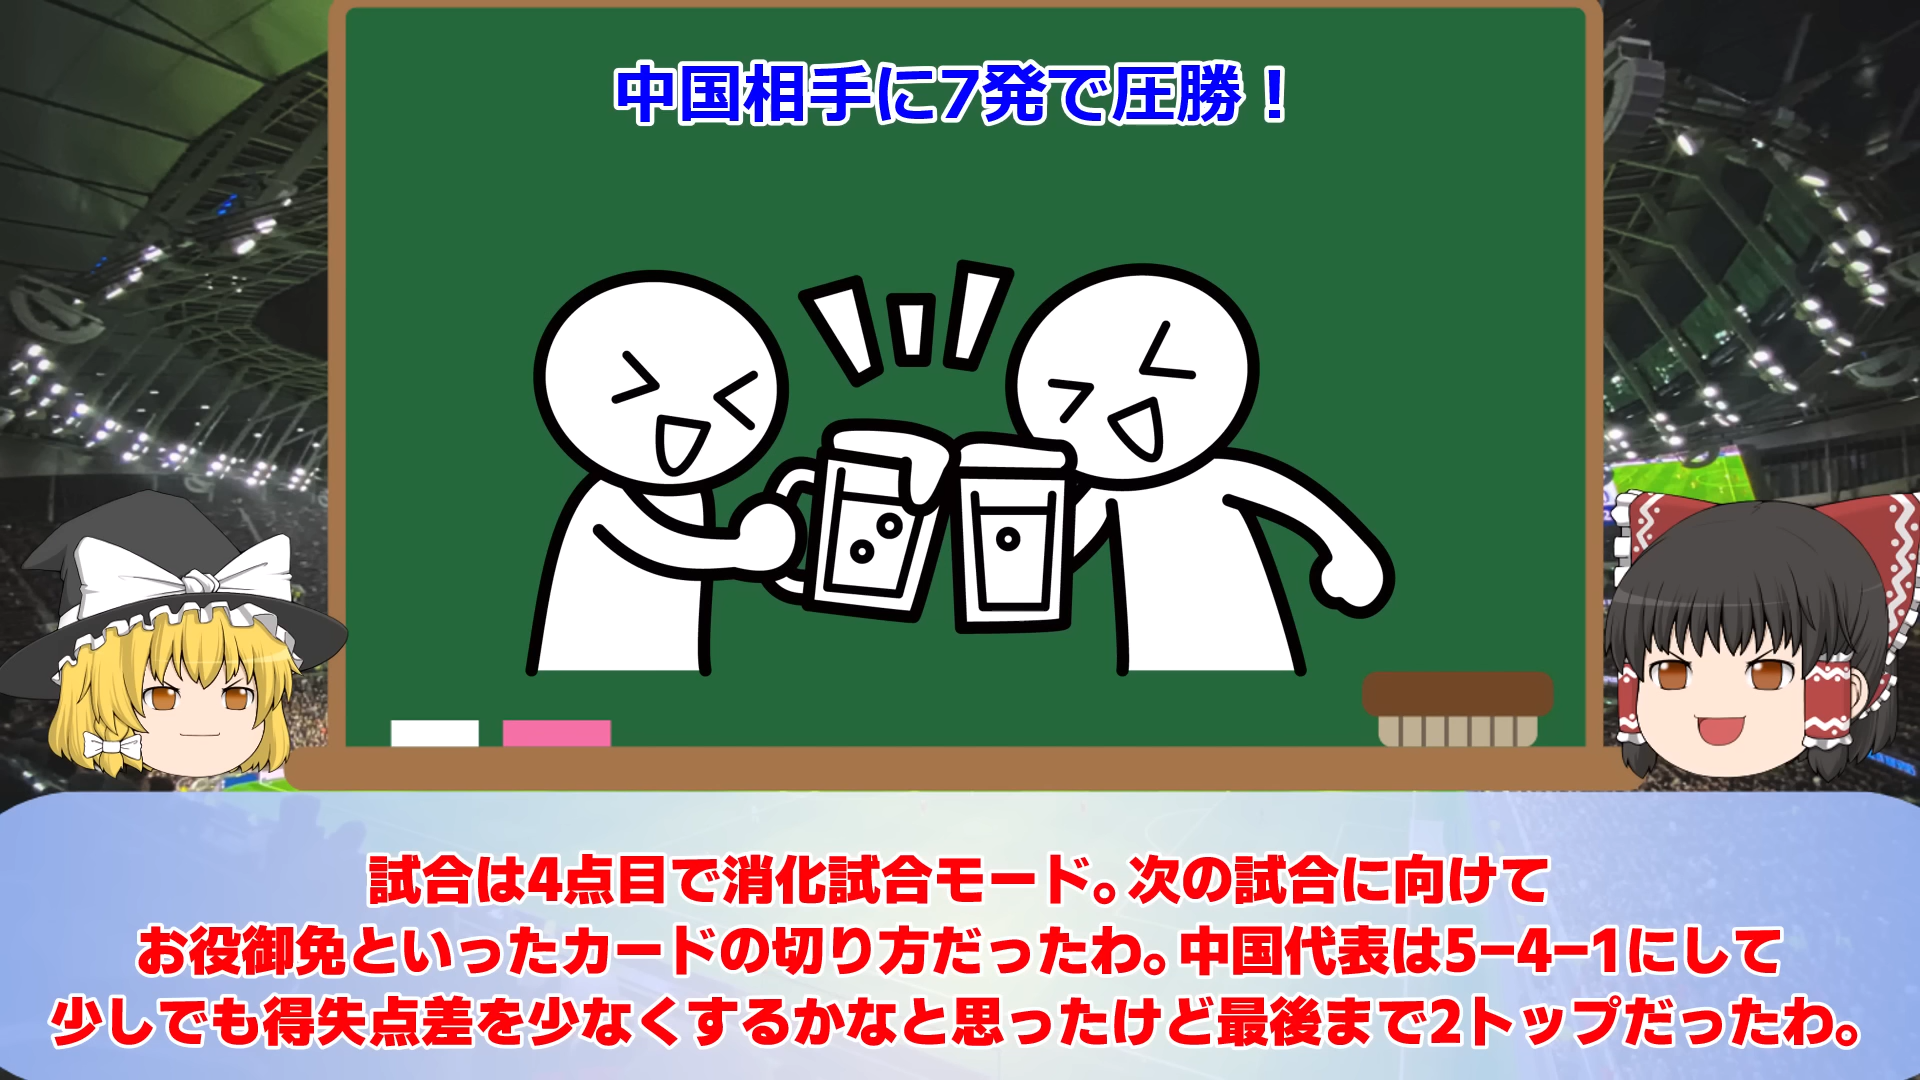 中国相手に7発で圧勝！
試合は4点目で消化試合モード。次の試合に向けて
お役御免といったカードの切り方だったわ。中国代表は5−4−1にして
少しでも得失点差を少なくするかなと思ったけど最後まで2トップだったわ。